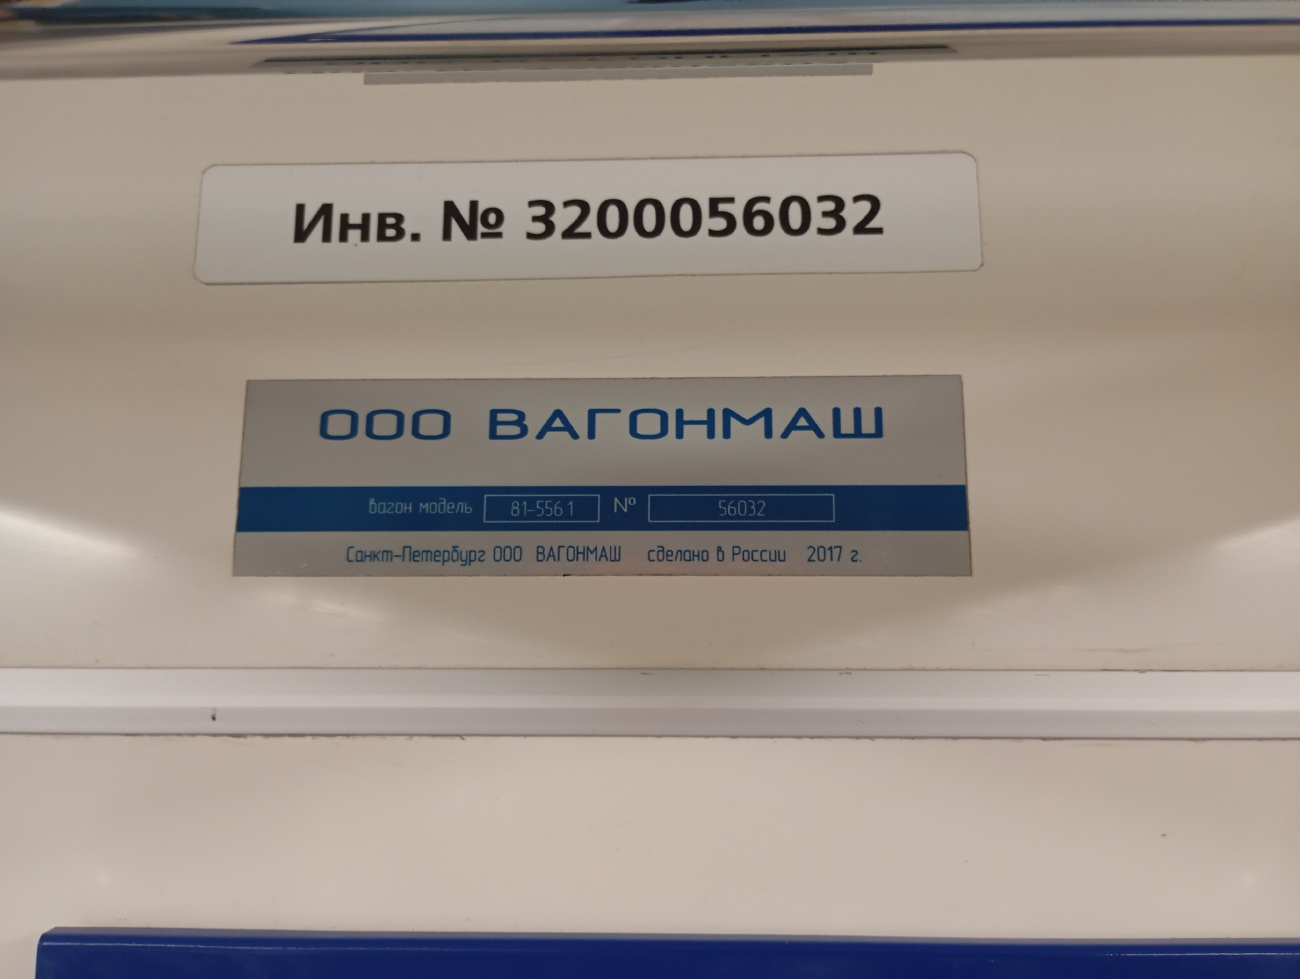 Инв. № 3200056032
ООО ВАГОНМАШ
вагон модель 81-556.1 № 56032
Санкт-Петербург ООО ВАГОНМАШ сделано в России 2017 г.